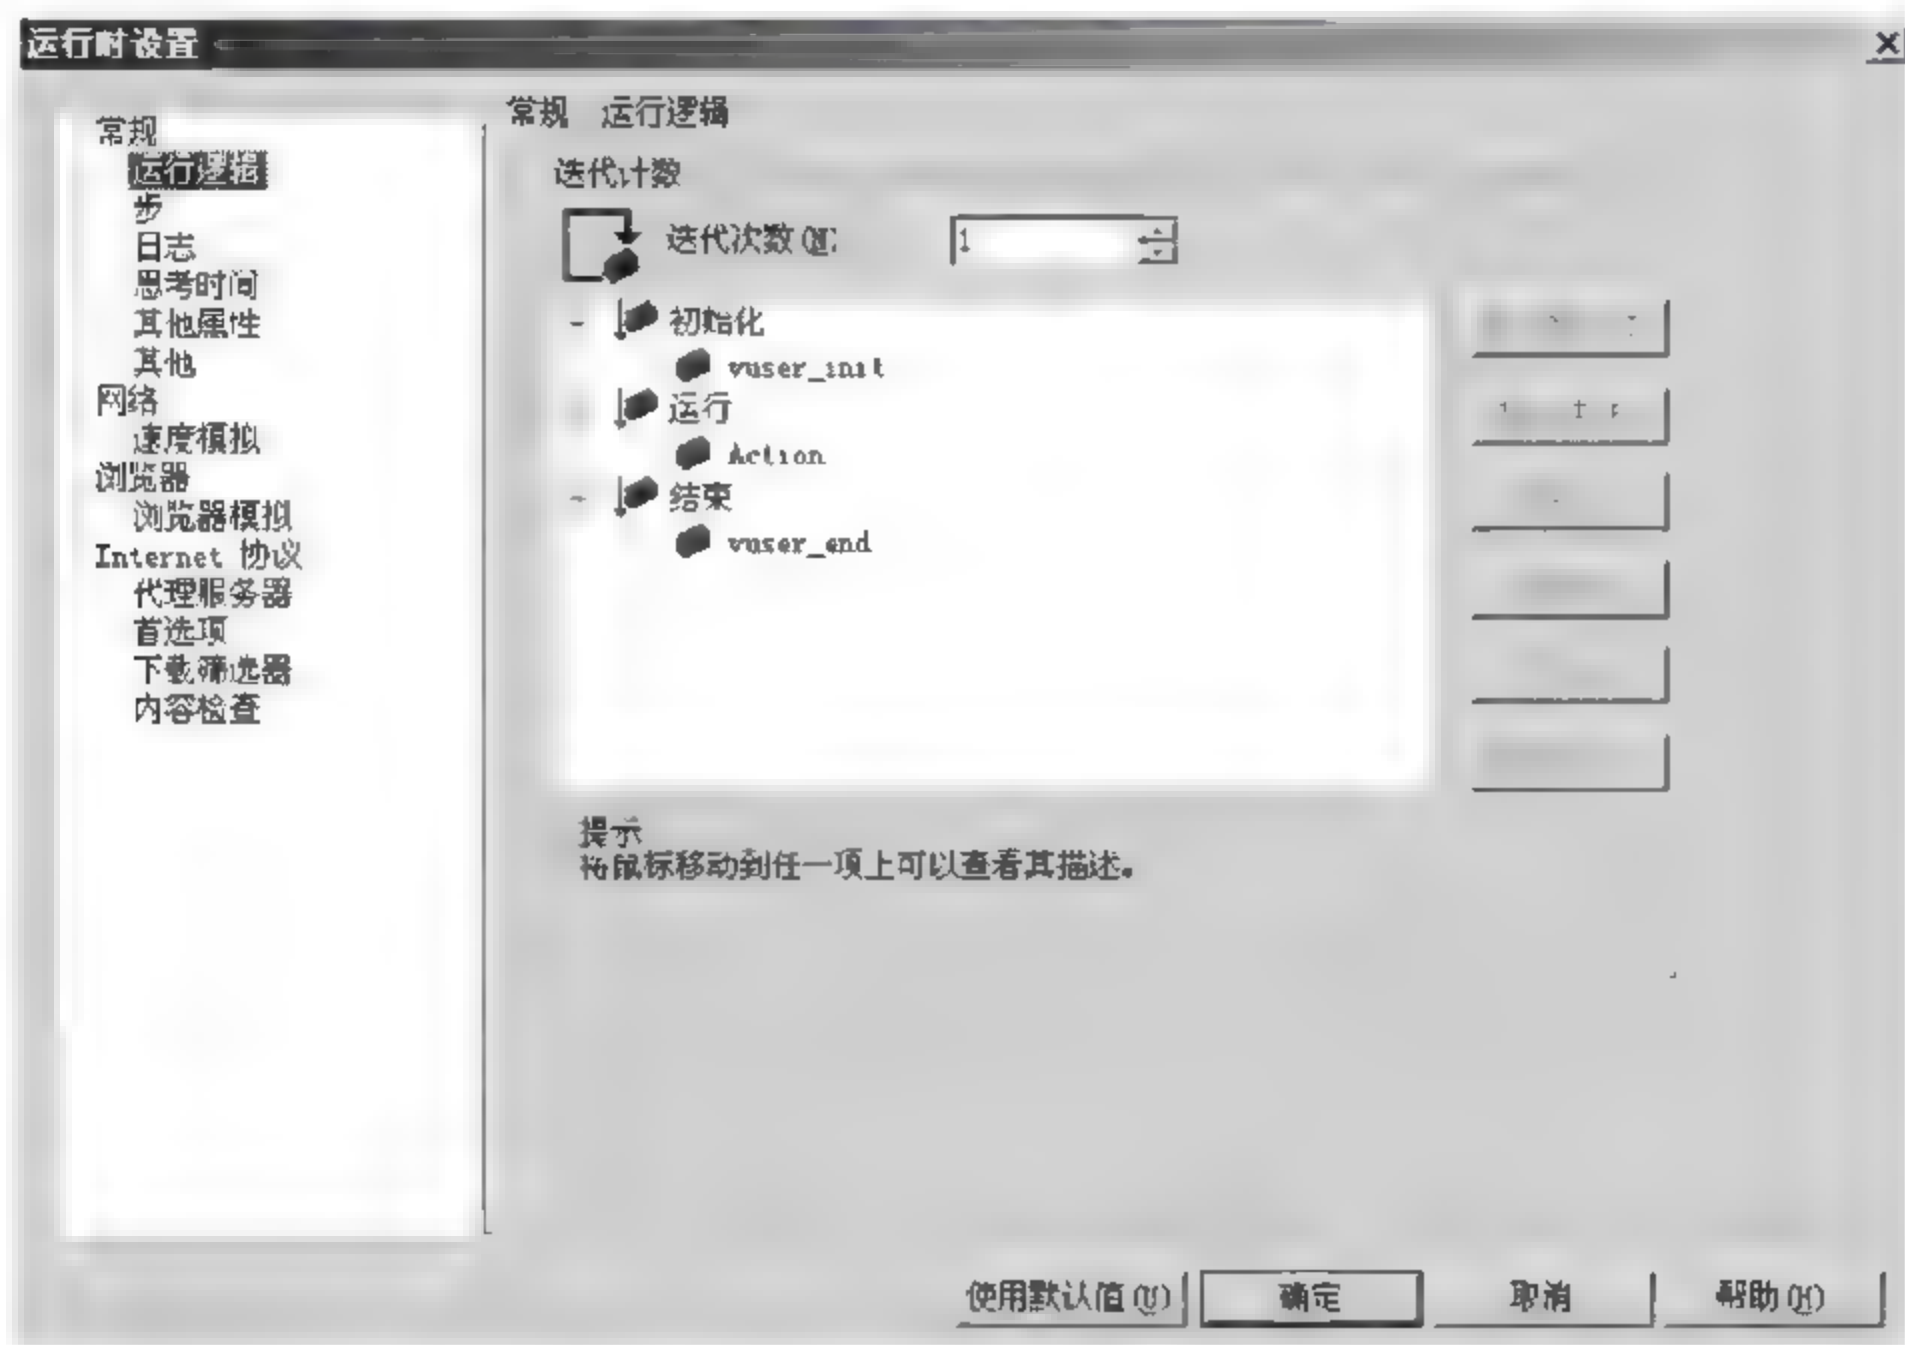 运行时设置
常规
运行逻辑
步
日志
思考时间
其他属性
其他
网络
速度模拟
浏览器
浏览器模拟
Internet 协议
代理服务器
首选项
下载筛选器
内容检查
常规 运行逻辑
迭代计数
迭代次数(N):
1
初始化
vuser_init
运行
Action
结束
vuser_end
提示
将鼠标移动到任一项上可以查看其描述。
使用默认值(U)
确定
取消
帮助(H)